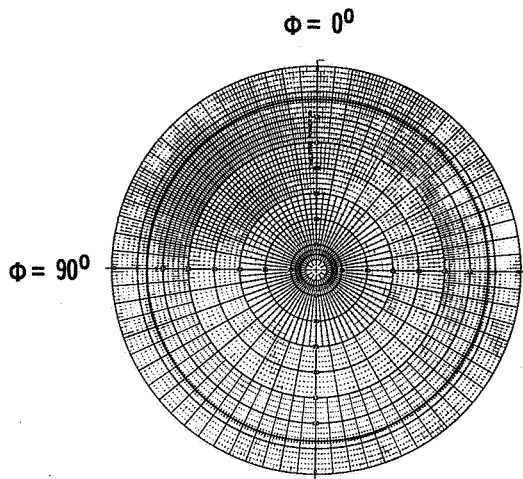 Φ = 0⁰
Φ = 90⁰